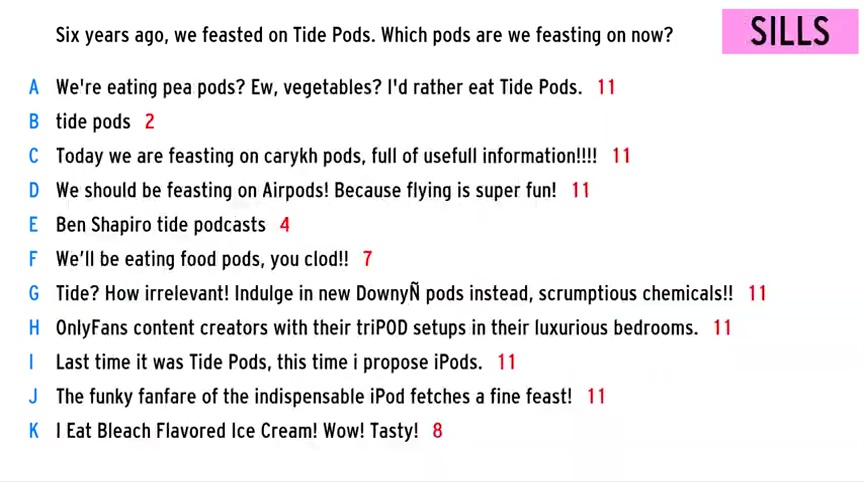 Six years ago, we feasted on Tide Pods. Which pods are we feasting on now?
SILLS
A We're eating pea pods? Ew, vegetables? I'd rather eat Tide Pods. 11
B tide pods 2
C Today we are feasting on carykh pods, full of usefull information!!!! 11
D We should be feasting on Airpods! Because flying is super fun! 11
E Ben Shapiro tide podcasts 4
F We’ll be eating food pods, you clod!! 7
G Tide? How irrelevant! Indulge in new DownyÑ pods instead, scrumptious chemicals!! 11
H OnlyFans content creators with their triPOD setups in their luxurious bedrooms. 11
I Last time it was Tide Pods, this time i propose iPods. 11
J The funky fanfare of the indispensable iPod fetches a fine feast! 11
K I Eat Bleach Flavored Ice Cream! Wow! Tasty! 8